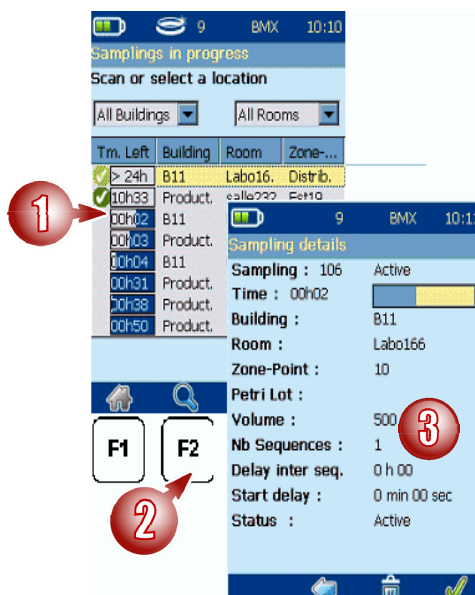 9 BMX 10:10
Samplings in progress
Scan or select a location
All Buildings All Rooms
Tm. Left Building Room Zone-...
> 24h B11 Labo16. Distrib.
10h33 Product. salle232
00h02 B11
00h03 Product.
00h04 B11
00h31 Product.
00h38 Product.
00h50 Product.
F1 F2
1
2
9 BMX
Sampling details
Sampling : 106 Active
Time : 00h02
Building : B11
Room : Labo166
Zone-Point : 10
Petri Lot :
Volume : 500
Nb Sequences : 1
Delay inter seq. 0 h 00
Start delay : 0 min 00 sec
Status : Active
3